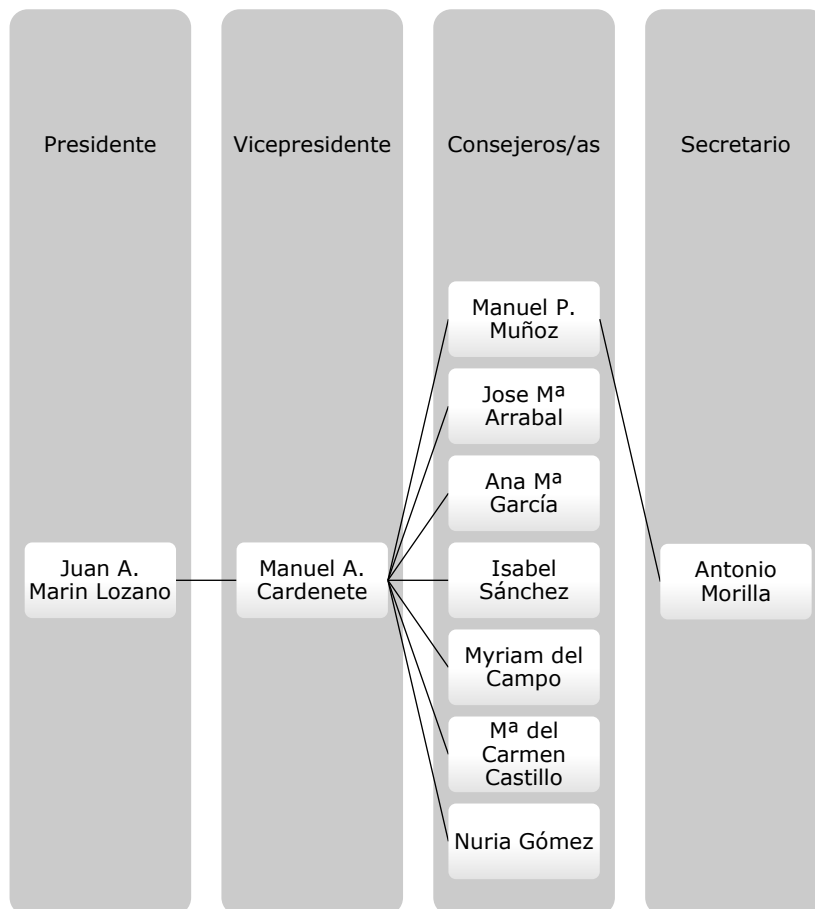 Presidente
Vicepresidente
Consejeros/as
Secretario
Manuel P.
Muñoz
Jose Mª
Arrabal
Ana Mª
García
Juan A.
Marin Lozano
Manuel A.
Cardenete
Isabel
Sánchez
Antonio
Morilla
Myriam del
Campo
Mª del
Carmen
Castillo
Nuria Gómez